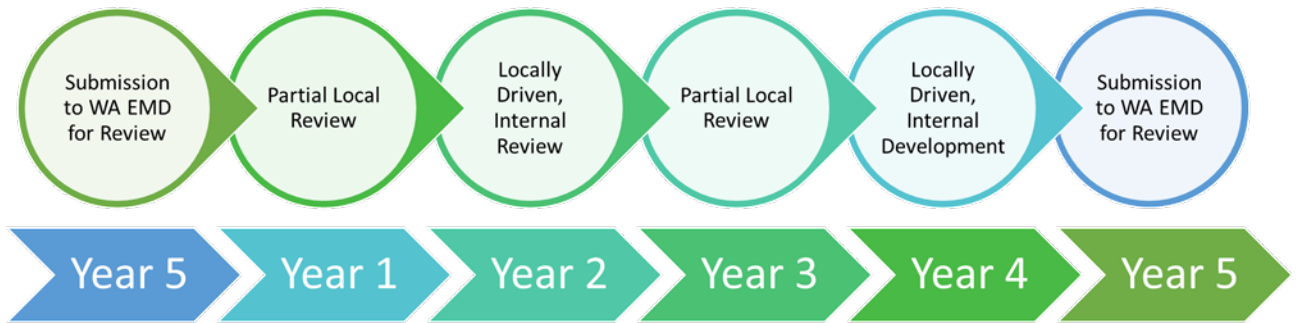 Submission
to WA EMD
for Review
Partial Local
Review
Locally
Driven,
Internal
Review
Partial Local
Review
Locally
Driven,
Internal
Development
Submission
to WA EMD
for Review
Year 5
Year 1
Year 2
Year 3
Year 4
Year 5